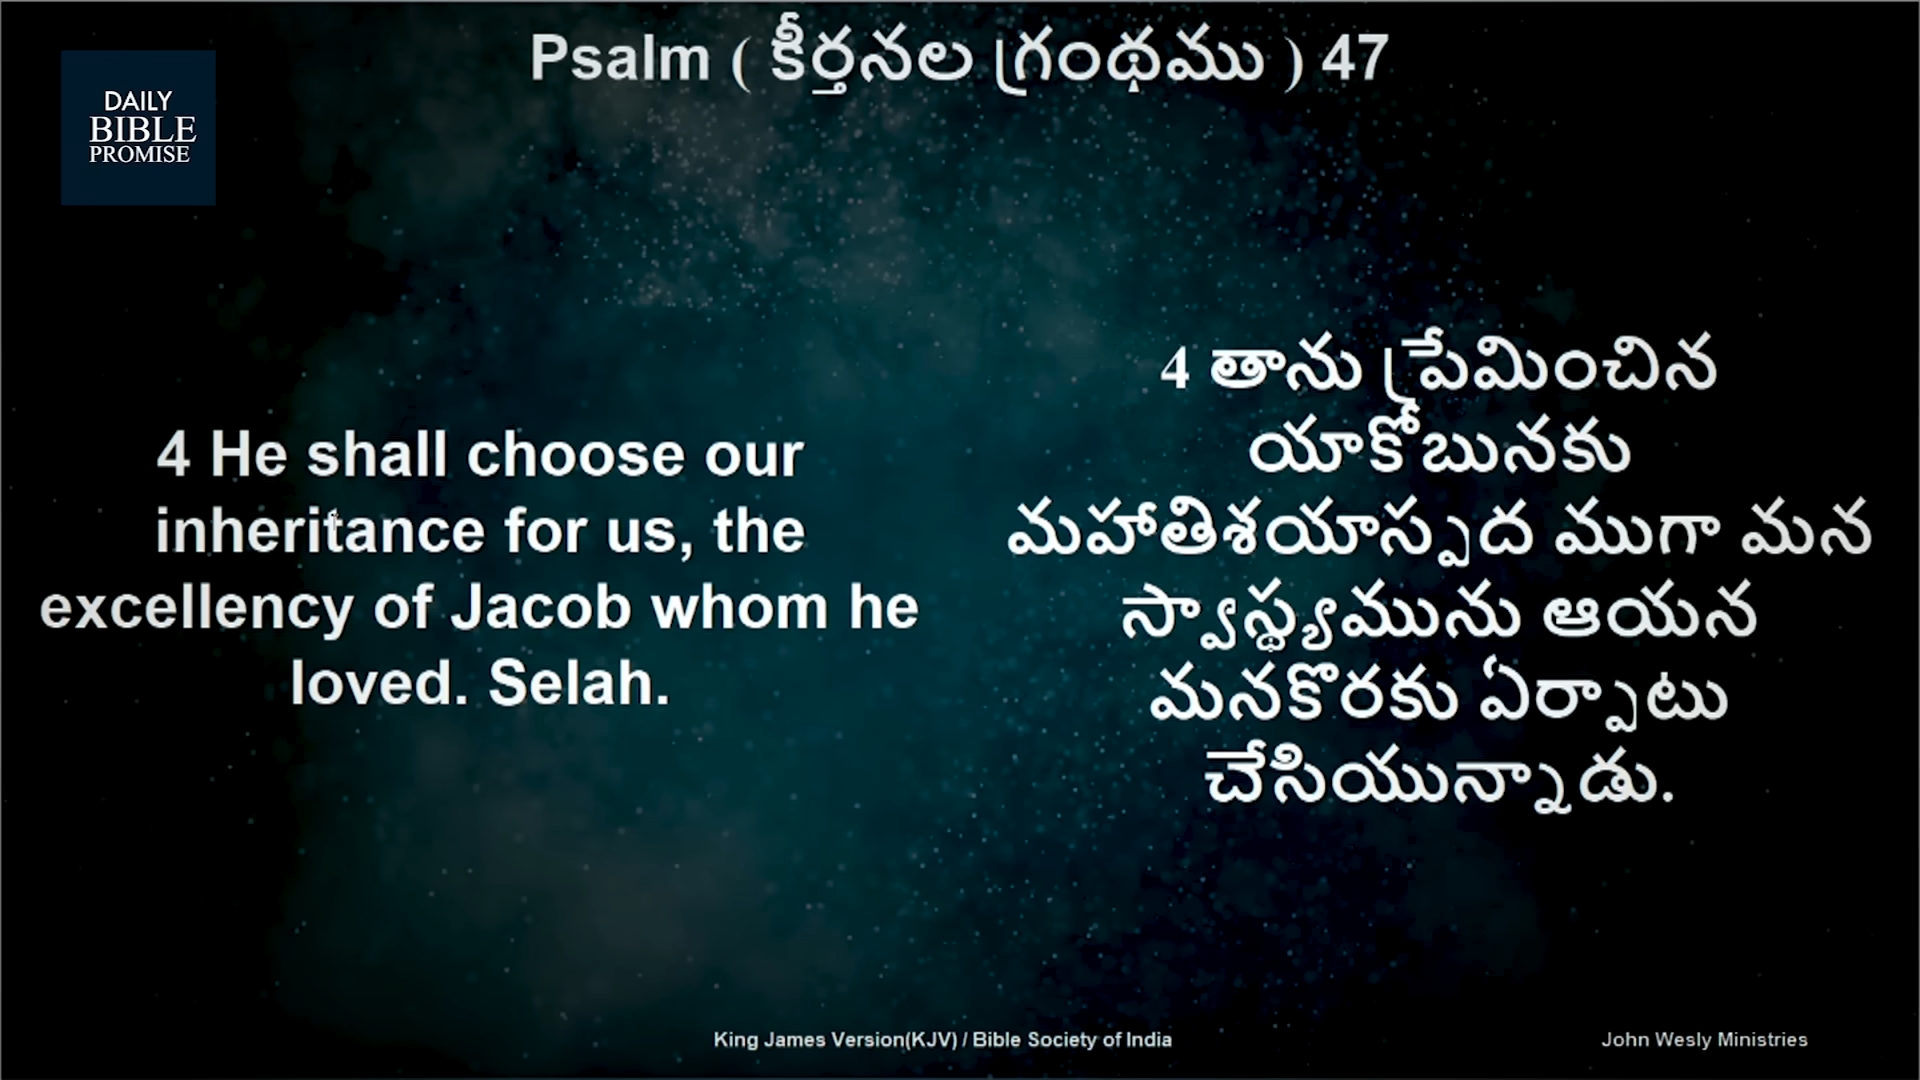 Psalm ( కీర్తనల గ్రంథము ) 47
DAILY
BIBLE
PROMISE
4 He shall choose our
inheritance for us, the
excellency of Jacob whom he
loved. Selah.
4 తాను ప్రేమించిన
యాకోబునకు
మహాతిశయాస్పద ముగా మన
స్వాస్థ్యమును ఆయన
మనకొరకు ఏర్పాటు
చేసియున్నాడు.
King James Version(KJV) / Bible Society of India
John Wesly Ministries